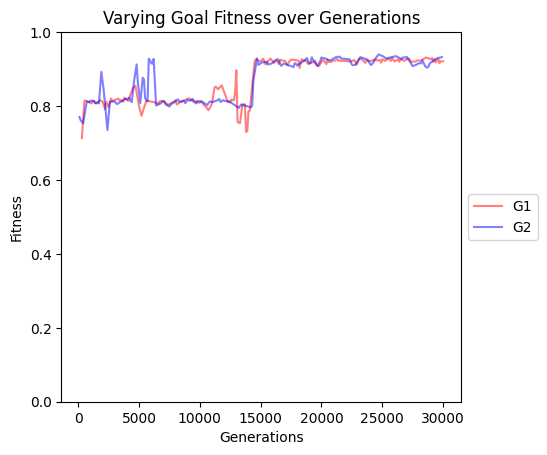 Varying Goal Fitness over Generations
1.0
0.8
0.6
0.4
0.2
0.0
Fitness
0 5000 10000 15000 20000 25000 30000
Generations
G1
G2